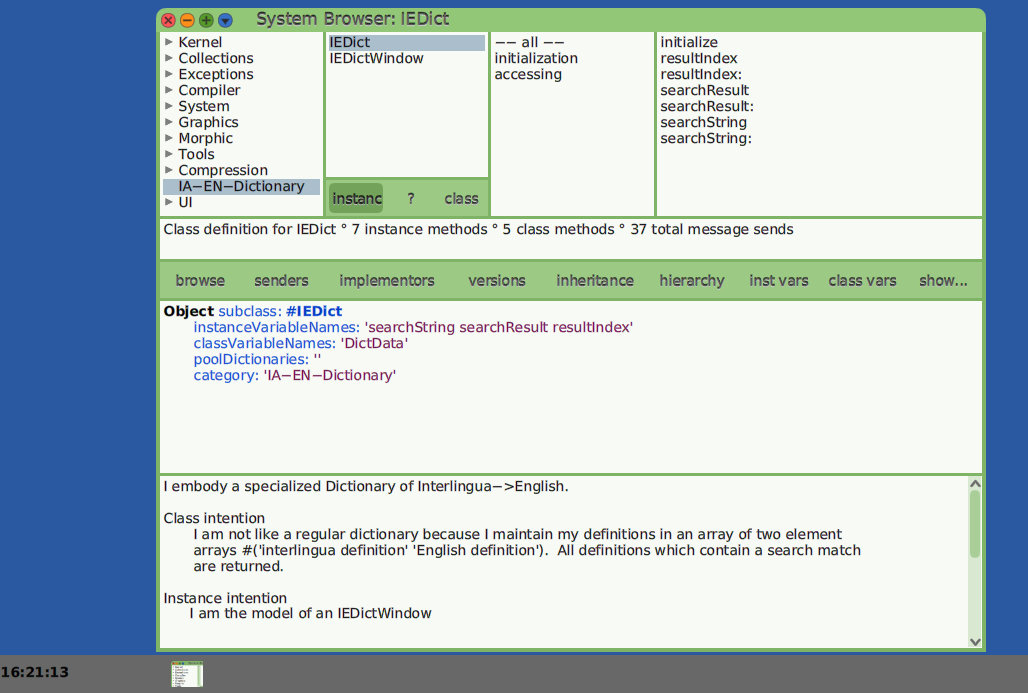 System Browser: IEDict
Kernel
Collections
Exceptions
Compiler
System
Graphics
Morphic
Tools
Compression
IA−EN−Dictionary
UI
IEDict
IEDictWindow
instanc
?
class
−− all −−
initialization
accessing
initialize
resultIndex
resultIndex:
searchResult
searchResult:
searchString
searchString:
Class definition for IEDict ° 7 instance methods ° 5 class methods ° 37 total message sends
browse senders implementors versions inheritance hierarchy inst vars class vars show...
Object subclass: #IEDict
instanceVariableNames: 'searchString searchResult resultIndex'
classVariableNames: 'DictData'
poolDictionaries: ''
category: 'IA−EN−Dictionary'
I embody a specialized Dictionary of Interlingua−>English.
Class intention
I am not like a regular dictionary because I maintain my definitions in an array of two element
arrays #('interlingua definition' 'English definition').  All definitions which contain a search match
are returned.
Instance intention
I am the model of an IEDictWindow
16:21:13